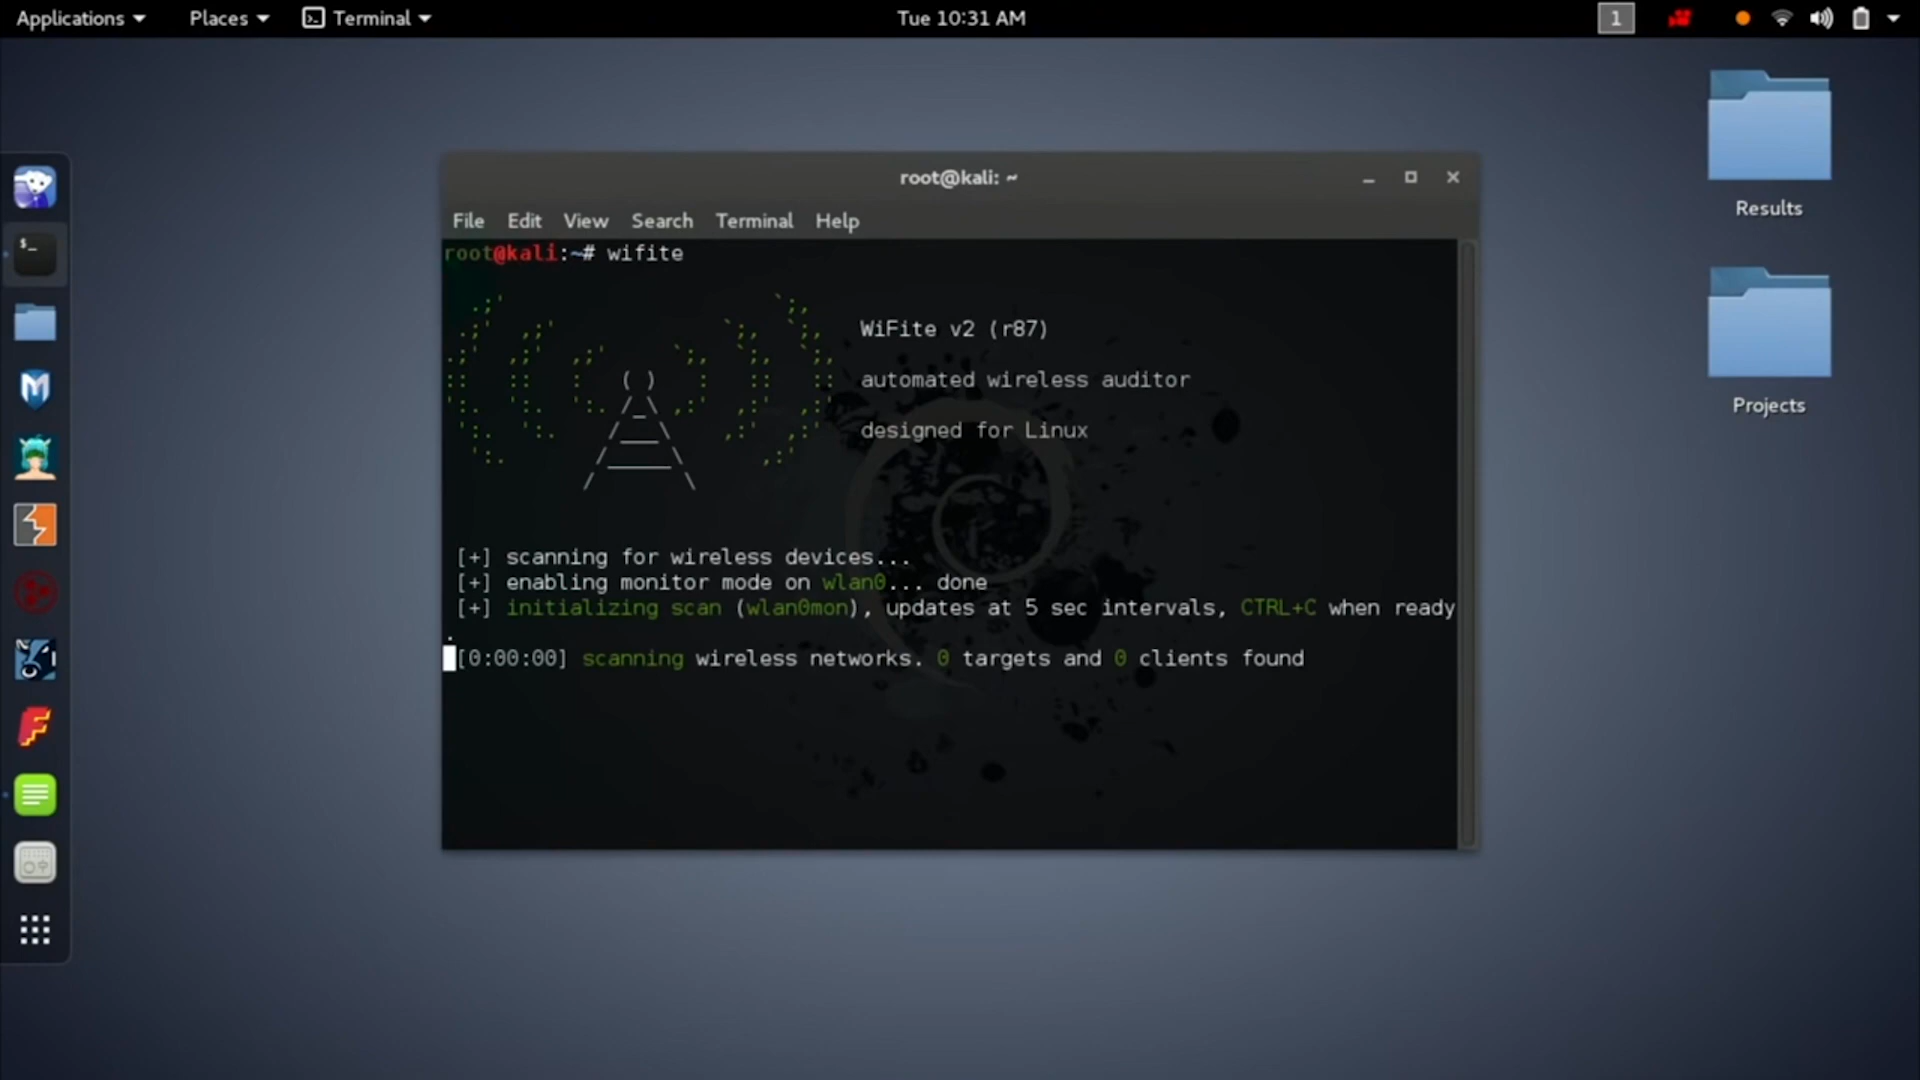 Applications Places Terminal Tue 10:31 AM 1
root@kali: ~
File Edit View Search Terminal Help
root@kali:~# wifite
WiFite v2 (r87)
automated wireless auditor
designed for Linux
[+] scanning for wireless devices...
[+] enabling monitor mode on wlan0... done
[+] initializing scan (wlan0mon), updates at 5 sec intervals, CTRL+C when ready
.
[0:00:00] scanning wireless networks. 0 targets and 0 clients found
Results
Projects